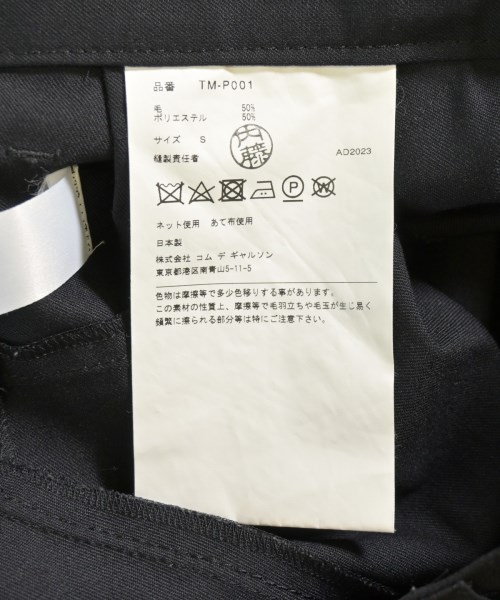 品番 TM-P001
毛 50%
ポリエステル 50%
サイズ S
縫製責任者 内藤 AD2023
P W
ネット使用 あて布使用
日本製
株式会社 コム デ ギャルソン
東京都港区南青山5-11-5
色物は摩擦等で多少色移りする事があります。
この素材の性質上、摩擦等で毛羽立ちや毛玉が生じ易く
頻繁に擦られる部分等は特にご注意下さい。